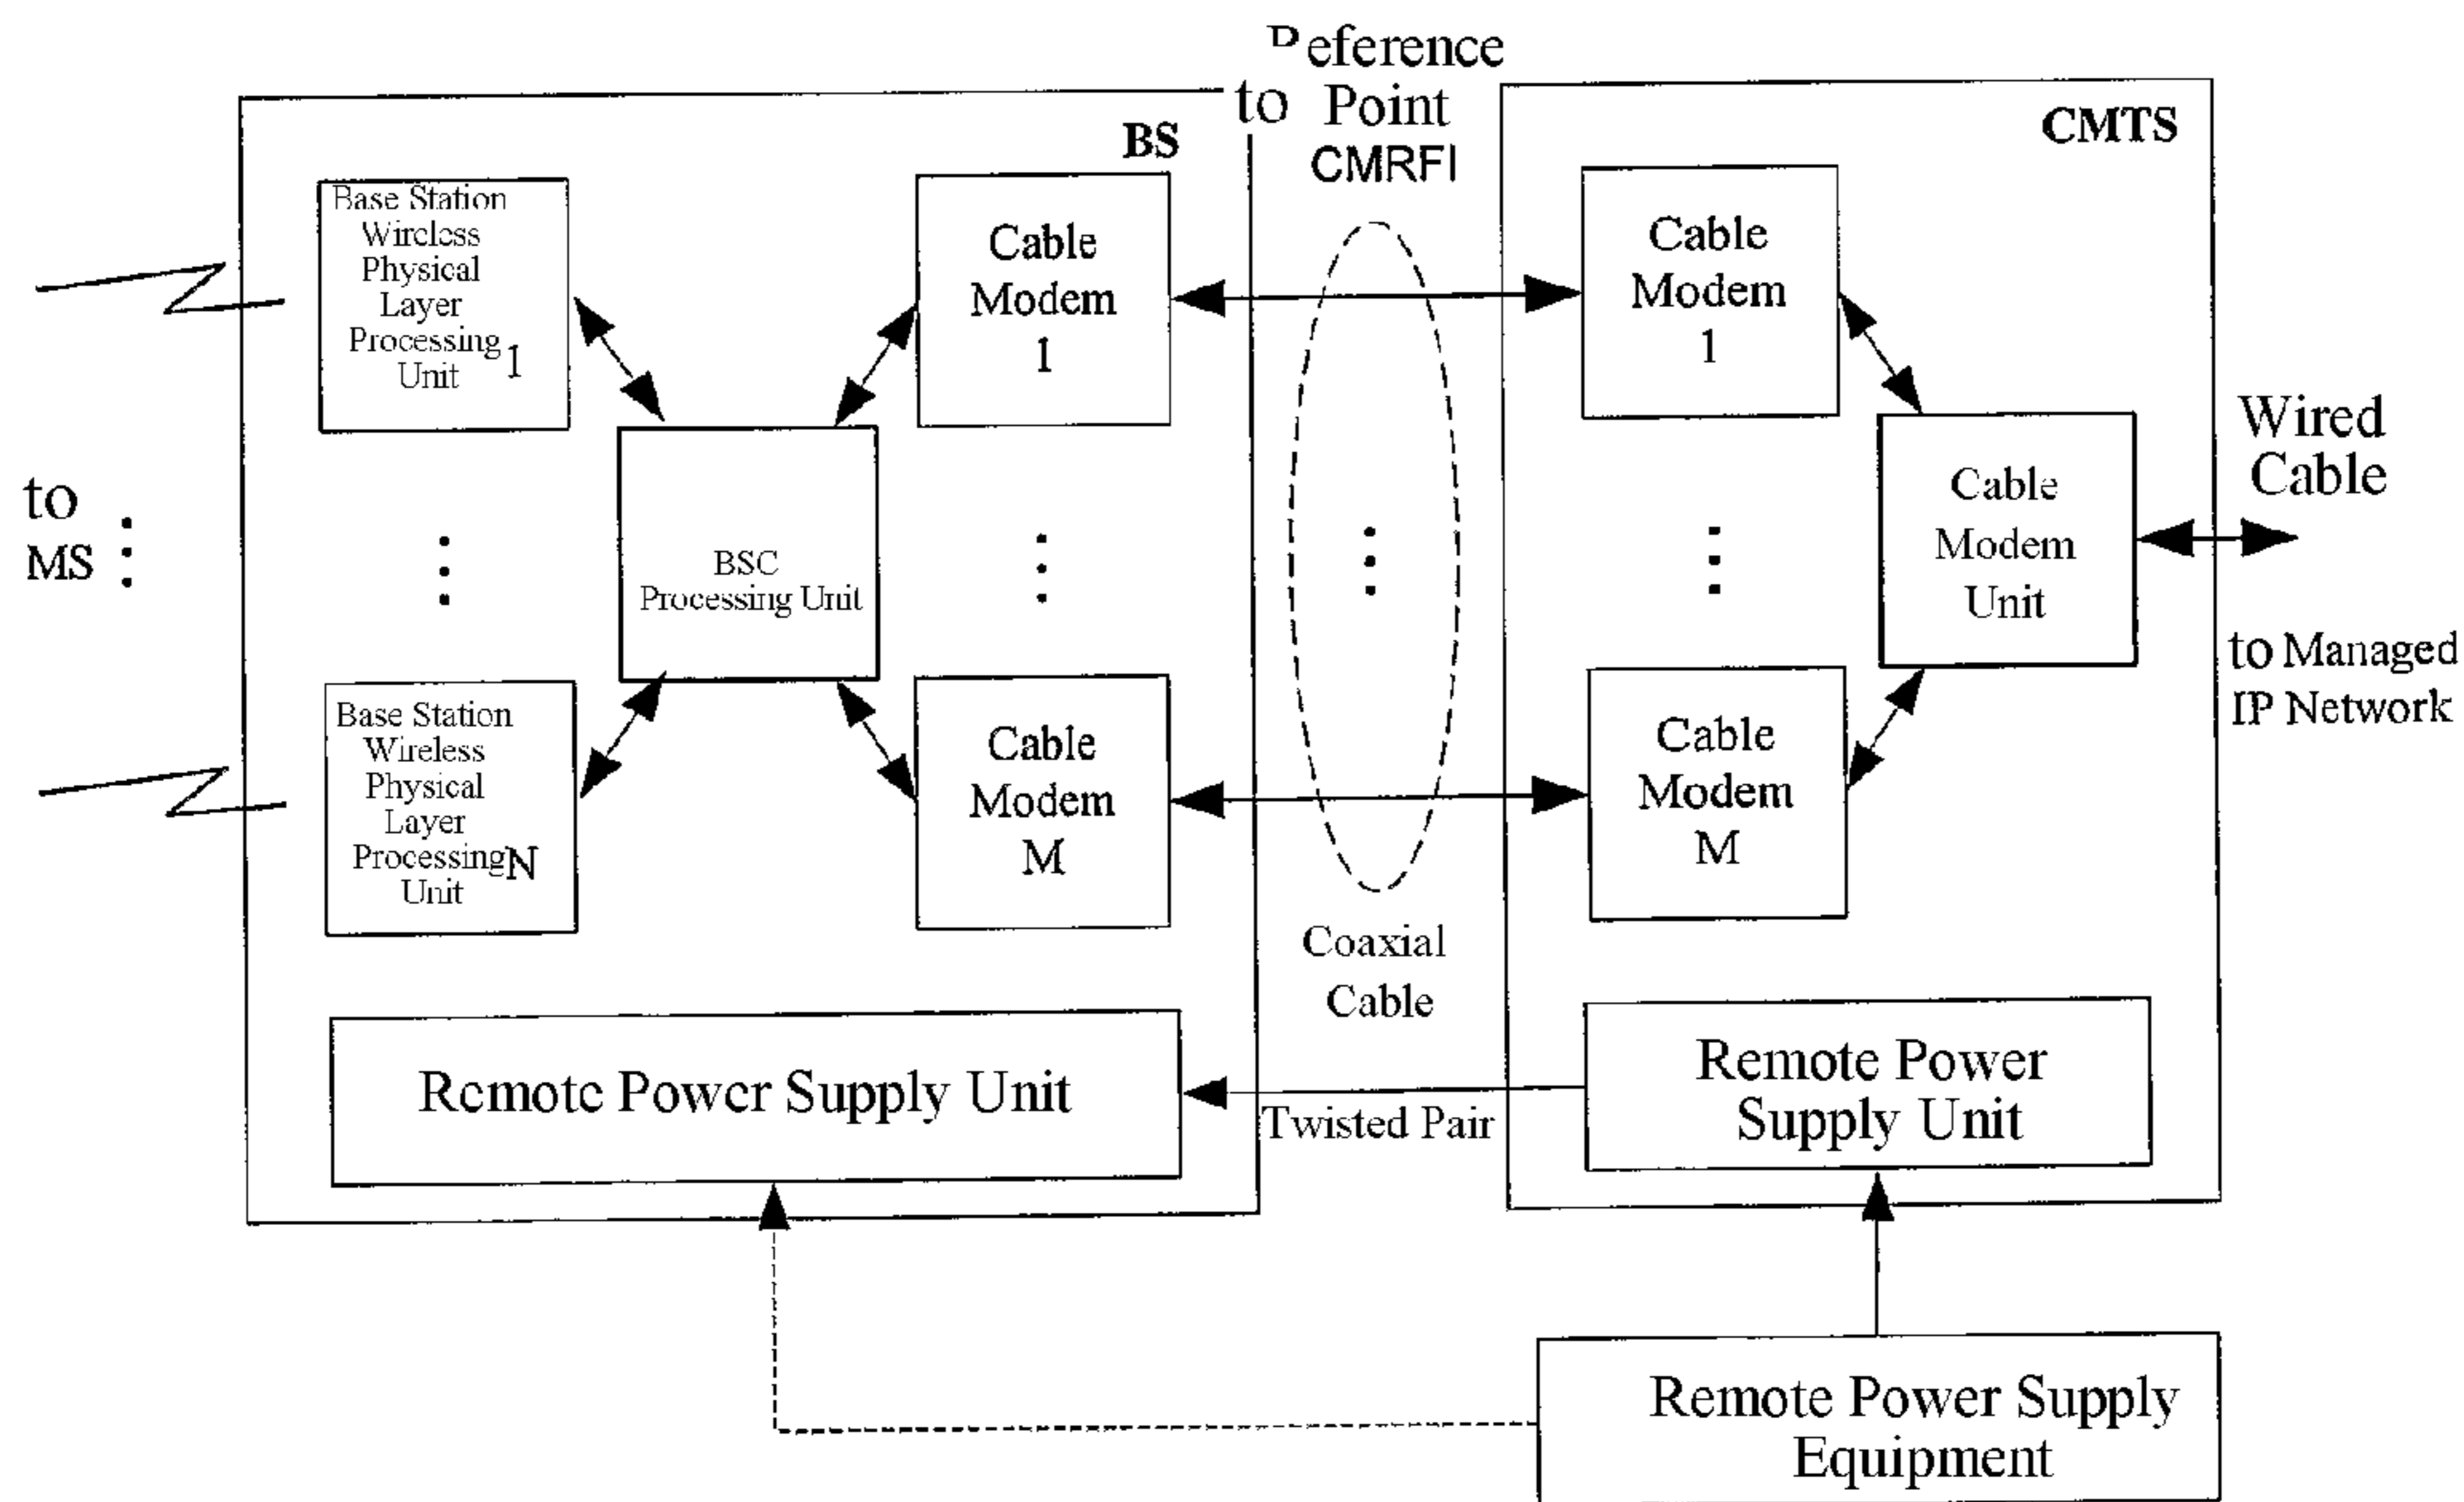 Reference
to Point
CMRFI
BS
CMTS
Base Station
Wireless
Physical
Layer
Processing 1
Unit
Cable
Modem
1
Cable
Modem
1
to
MS
BSC
Processing Unit
Cable
Modem
Unit
Wired
Cable
to Managed
IP Network
Base Station
Wireless
Physical
Layer
Processing N
Unit
Cable
Modem
M
Cable
Modem
M
Coaxial
Cable
Remote Power Supply Unit
Twisted Pair
Remote Power
Supply Unit
Remote Power Supply
Equipment